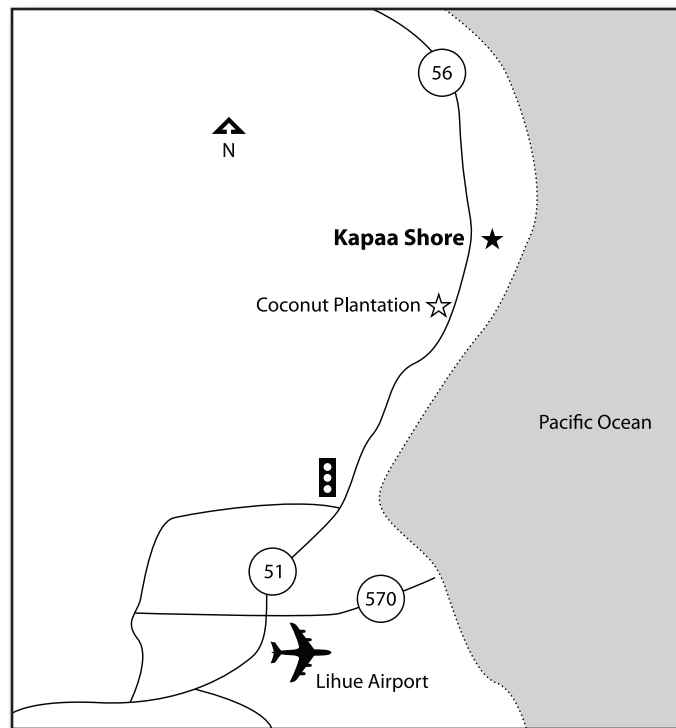 56
N
Kapaa Shore
Coconut Plantation
Pacific Ocean
51
570
Lihue Airport